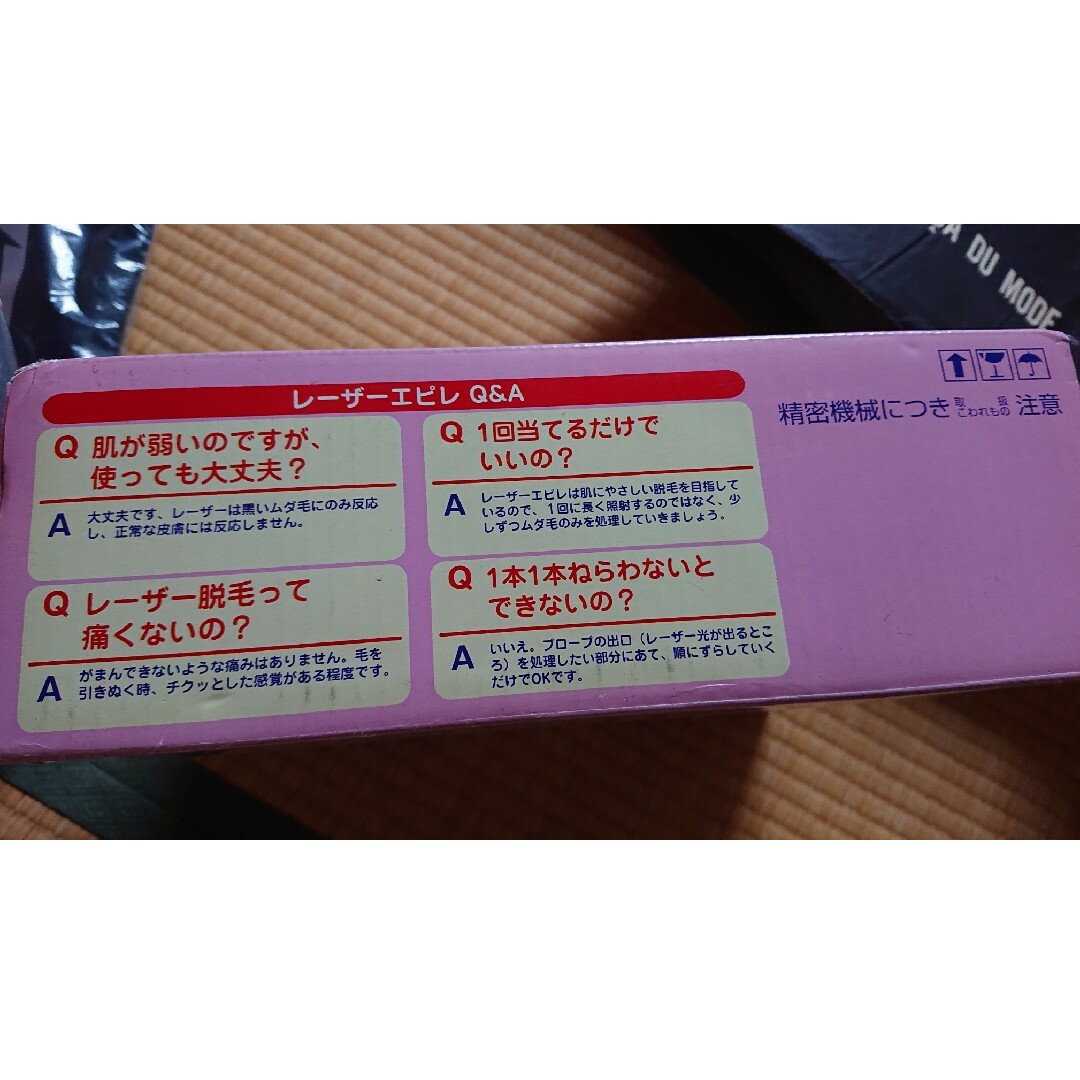 DU MODE
レーザーエピレ Q&A
Q 肌が弱いのですが、
使っても大丈夫？
A 大丈夫です、レーザーは黒いムダ毛にのみ反応
し、正常な皮膚には反応しません。
Q 1回当てるだけで
いいの？
A レーザーエピレは肌にやさしい脱毛を目指して
いるので、1回に長く照射するのではなく、少
しずつムダ毛のみを処理していきましょう。
Q レーザー脱毛って
痛くないの？
A がまんできないような痛みはありません。毛を
引きぬく時、チクッとした感覚がある程度です。
Q 1本1本ねらわないと
できないの？
A いいえ。プローブの出口（レーザー光が出るとこ
ろ）を処理したい部分にあて、順にずらしていく
だけでOKです。
精密機械につき 取扱 こわれもの 注意